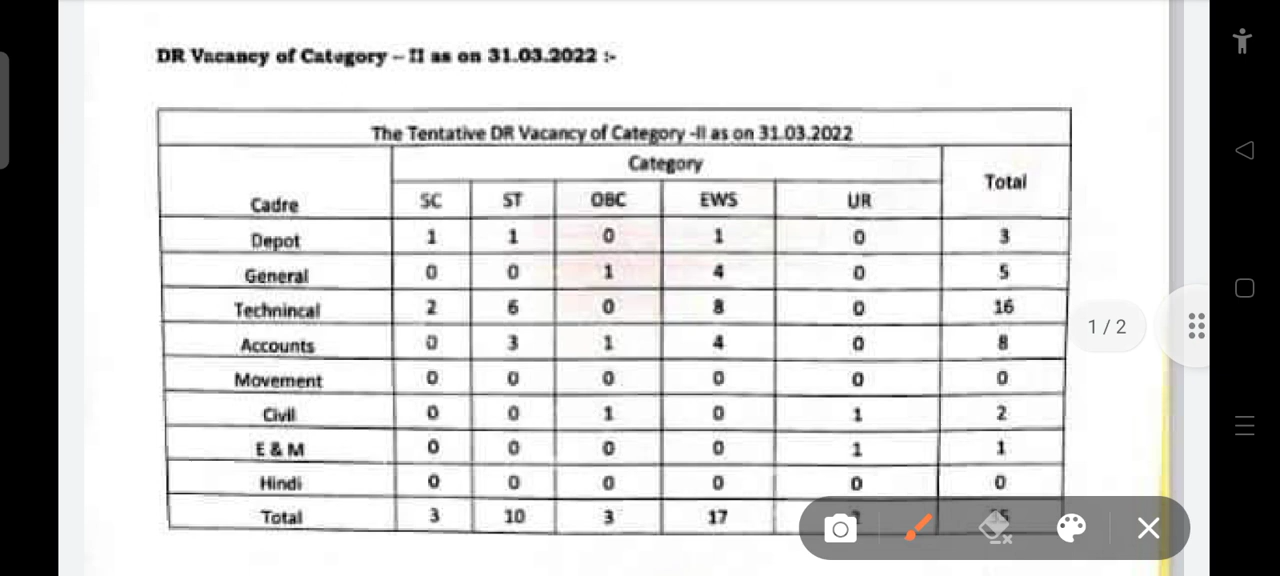 DR Vacancy of Category – II as on 31.03.2022 :-
The Tentative DR Vacancy of Category -II as on 31.03.2022
Cadre Category Total
SC ST OBC EWS UR
Depot 1 1 0 1 0 3
General 0 0 1 4 0 5
Technincal 2 6 0 8 0 16
Accounts 0 3 1 4 0 8
Movement 0 0 0 0 0 0
Civil 0 0 1 0 1 2
E & M 0 0 0 0 1 1
Hindi 0 0 0 0 0 0
Total 3 10 3 17
1 / 2